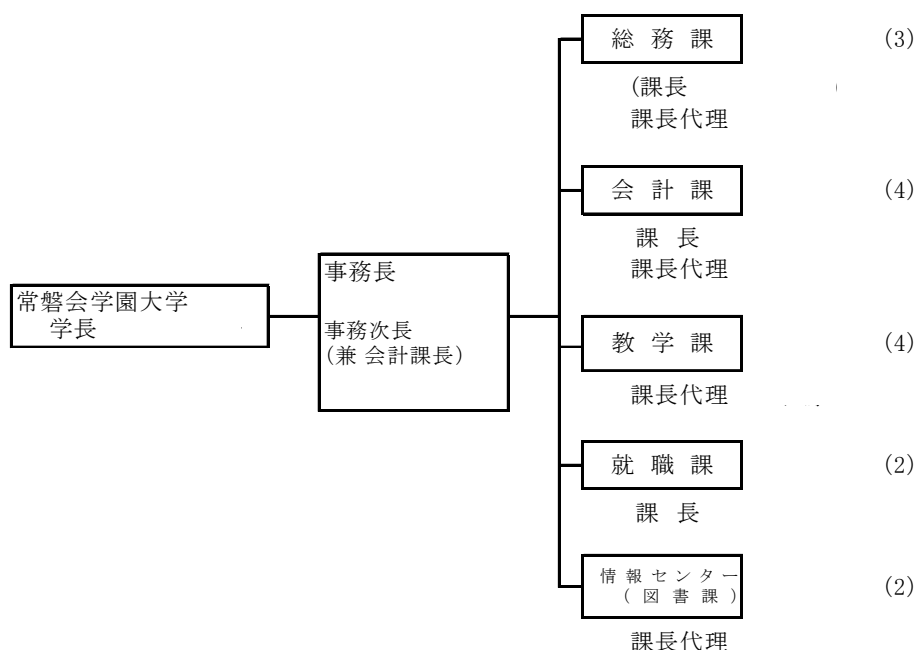 総 務 課 (3)
(課長 )
課長代理
会 計 課 (4)
課 長
課長代理
事務長
常磐会学園大学
学長
事務次長
(兼 会計課長)
教 学 課 (4)
課長代理
就 職 課 (2)
課 長
情 報 セ ン タ ー
( 図 書 課 )
(2)
課長代理